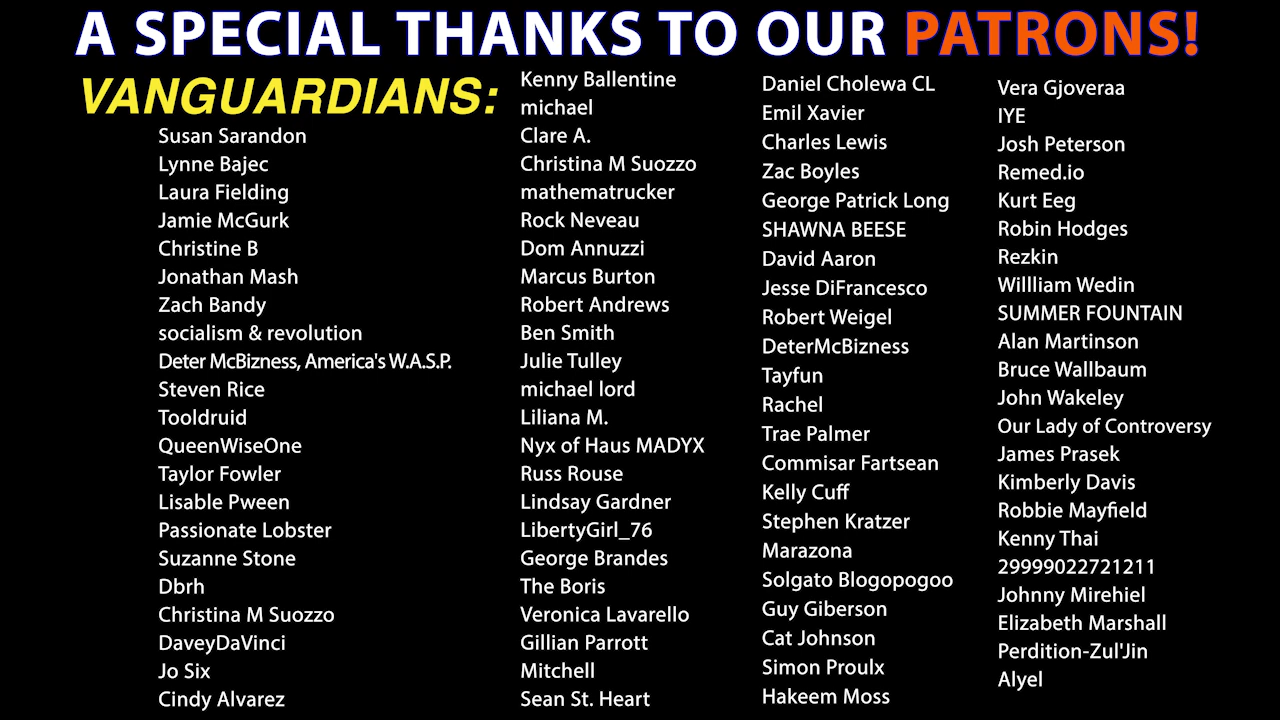 A SPECIAL THANKS TO OUR PATRONS!
VANGUARDIANS:
Susan Sarandon
Lynne Bajec
Laura Fielding
Jamie McGurk
Christine B
Jonathan Mash
Zach Bandy
socialism & revolution
Deter McBizness, America's W.A.S.P.
Steven Rice
Tooldruid
QueenWiseOne
Taylor Fowler
Lisable Pween
Passionate Lobster
Suzanne Stone
Dbrh
Christina M Suozzo
DaveyDaVinci
Jo Six
Cindy Alvarez
Kenny Ballentine
michael
Clare A.
Christina M Suozzo
mathematrucker
Rock Neveau
Dom Annuzzi
Marcus Burton
Robert Andrews
Ben Smith
Julie Tulley
michael lord
Liliana M.
Nyx of Haus MADYX
Russ Rouse
Lindsay Gardner
LibertyGirl_76
George Brandes
The Boris
Veronica Lavarello
Gillian Parrott
Mitchell
Sean St. Heart
Daniel Cholewa CL
Emil Xavier
Charles Lewis
Zac Boyles
George Patrick Long
SHAWNA BEESE
David Aaron
Jesse DiFrancesco
Robert Weigel
DeterMcBizness
Tayfun
Rachel
Trae Palmer
Commisar Fartsean
Kelly Cuff
Stephen Kratzer
Marazona
Solgato Blogopogoo
Guy Giberson
Cat Johnson
Simon Proulx
Hakeem Moss
Vera Gjoveraa
IYE
Josh Peterson
Remed.io
Kurt Eeg
Robin Hodges
Rezkin
Willliam Wedin
SUMMER FOUNTAIN
Alan Martinson
Bruce Wallbaum
John Wakeley
Our Lady of Controversy
James Prasek
Kimberly Davis
Robbie Mayfield
Kenny Thai
29999022721211
Johnny Mirehiel
Elizabeth Marshall
Perdition-Zul'Jin
Alyel